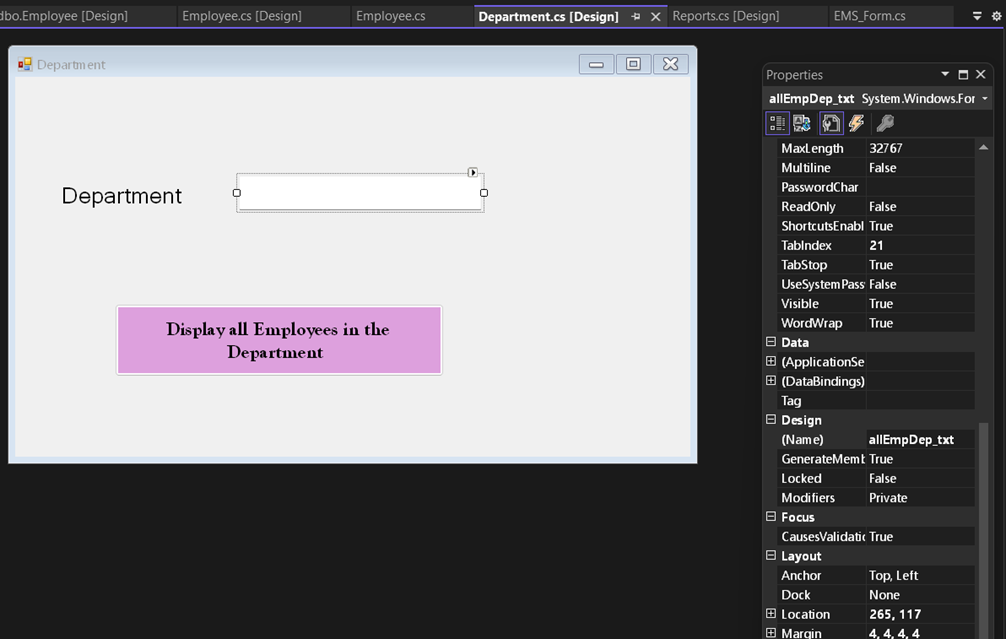 dbo.Employee [Design]
Employee.cs [Design]
Employee.cs
Department.cs [Design]
Reports.cs [Design]
EMS_Form.cs
Department
Department
Display all Employees in the
Department
Properties
allEmpDep_txt System.Windows.For
MaxLength 32767
Multiline False
PasswordChar
ReadOnly False
ShortcutsEnabl True
TabIndex 21
TabStop True
UseSystemPass False
Visible True
WordWrap True
Data
(ApplicationSe
(DataBindings)
Tag
Design
(Name) allEmpDep_txt
GenerateMemb True
Locked False
Modifiers Private
Focus
CausesValidatic True
Layout
Anchor Top, Left
Dock None
Location 265, 117
Margin 4, 4, 4, 4